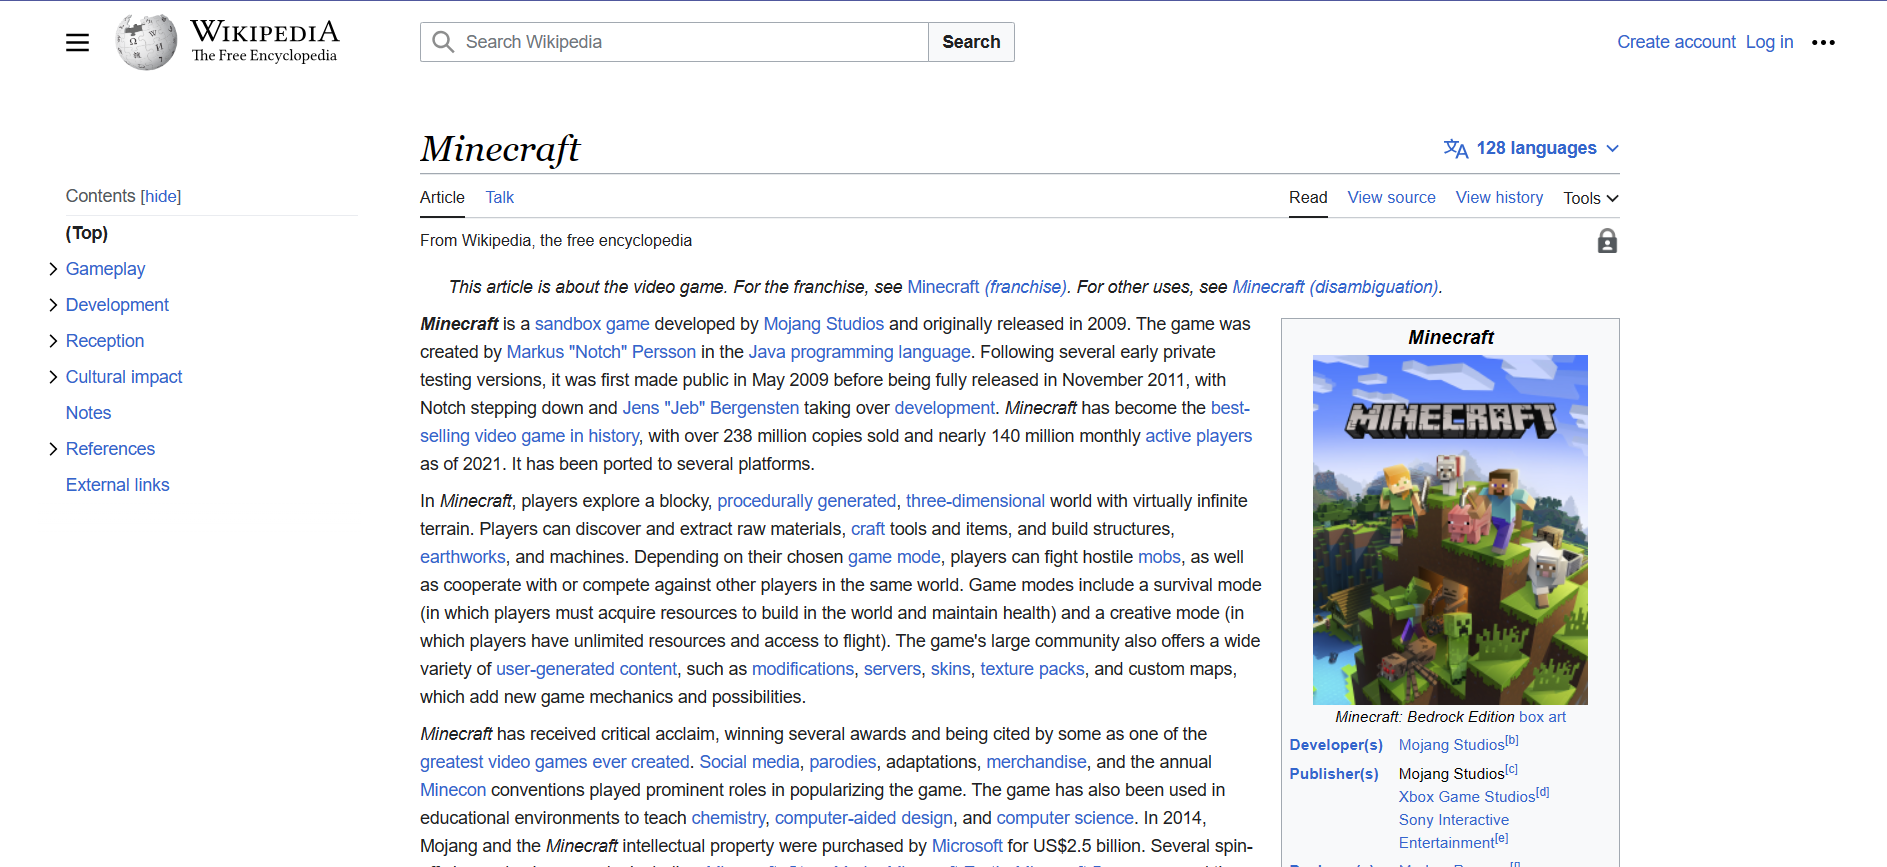 WIKIPEDIA
The Free Encyclopedia
Search Wikipedia
Search
Create account Log in
Minecraft
128 languages
Contents [hide]
(Top)
Gameplay
Development
Reception
Cultural impact
Notes
References
External links
Article Talk
Read View source View history Tools
From Wikipedia, the free encyclopedia
This article is about the video game. For the franchise, see Minecraft (franchise). For other uses, see Minecraft (disambiguation).
Minecraft is a sandbox game developed by Mojang Studios and originally released in 2009. The game was
created by Markus "Notch" Persson in the Java programming language. Following several early private
testing versions, it was first made public in May 2009 before being fully released in November 2011, with
Notch stepping down and Jens "Jeb" Bergensten taking over development. Minecraft has become the best-
selling video game in history, with over 238 million copies sold and nearly 140 million monthly active players
as of 2021. It has been ported to several platforms.
In Minecraft, players explore a blocky, procedurally generated, three-dimensional world with virtually infinite
terrain. Players can discover and extract raw materials, craft tools and items, and build structures,
earthworks, and machines. Depending on their chosen game mode, players can fight hostile mobs, as well
as cooperate with or compete against other players in the same world. Game modes include a survival mode
(in which players must acquire resources to build in the world and maintain health) and a creative mode (in
which players have unlimited resources and access to flight). The game's large community also offers a wide
variety of user-generated content, such as modifications, servers, skins, texture packs, and custom maps,
which add new game mechanics and possibilities.
Minecraft has received critical acclaim, winning several awards and being cited by some as one of the
greatest video games ever created. Social media, parodies, adaptations, merchandise, and the annual
Minecon conventions played prominent roles in popularizing the game. The game has also been used in
educational environments to teach chemistry, computer-aided design, and computer science. In 2014,
Mojang and the Minecraft intellectual property were purchased by Microsoft for US$2.5 billion. Several spin-
Minecraft
MINECRAFT
Minecraft: Bedrock Edition box art
Developer(s) Mojang Studios[b]
Publisher(s) Mojang Studios[c]
Xbox Game Studios[d]
Sony Interactive
Entertainment[e]